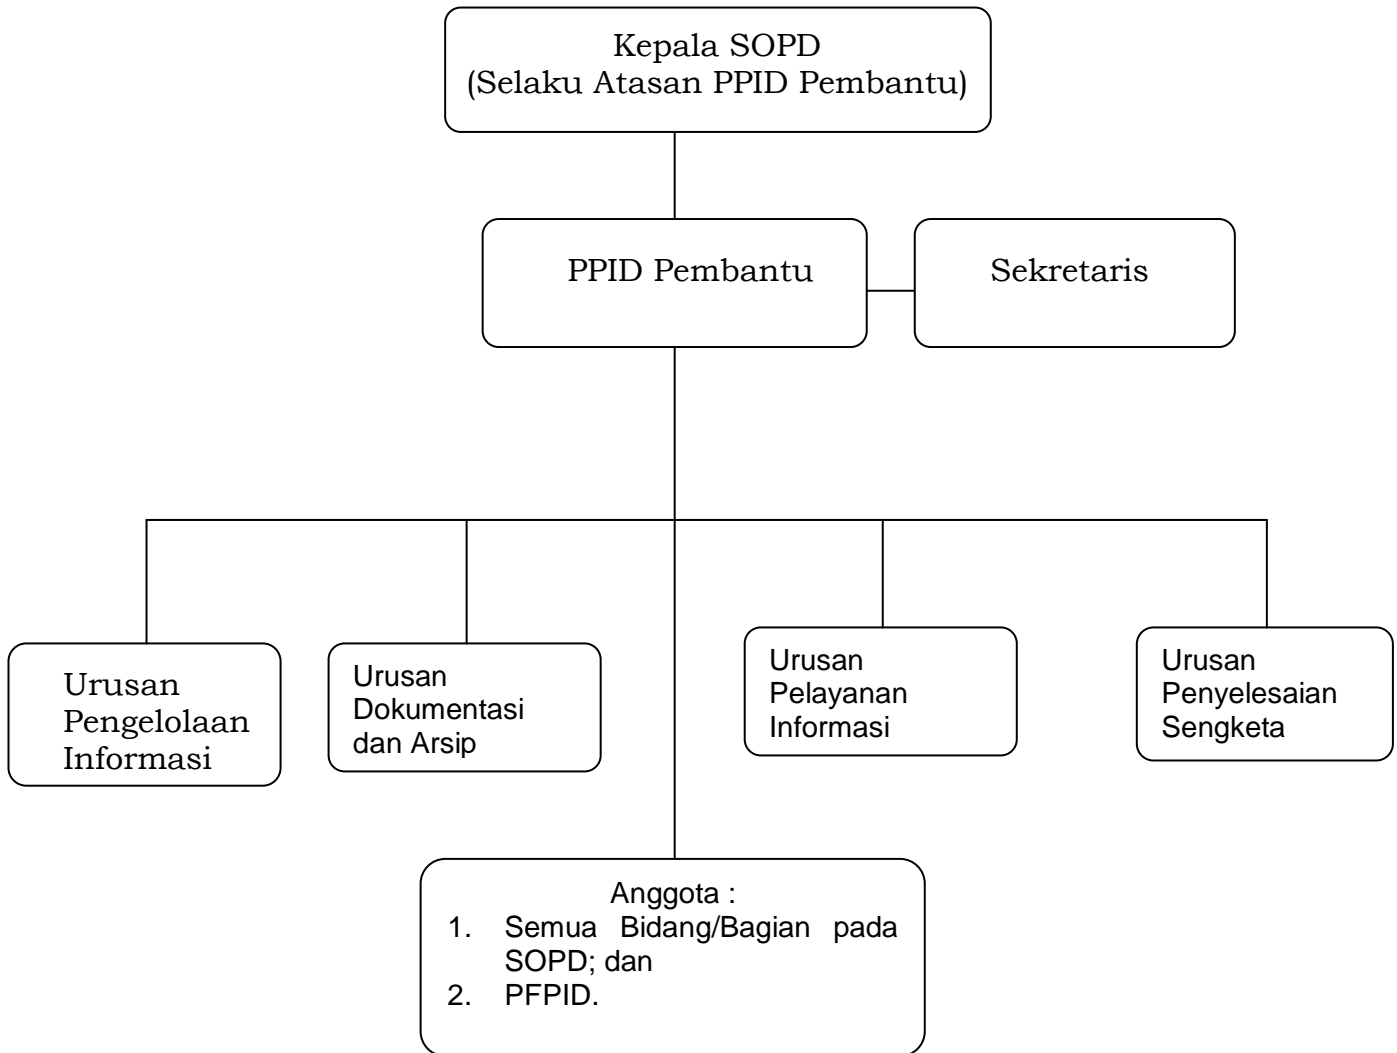 Kepala SOPD
(Selaku Atasan PPID Pembantu)
PPID Pembantu
Sekretaris
Urusan
Pengelolaan
Informasi
Urusan
Dokumentasi
dan Arsip
Urusan
Pelayanan
Informasi
Urusan
Penyelesaian
Sengketa
Anggota :
1. Semua Bidang/Bagian pada
SOPD; dan
2. PFPID.